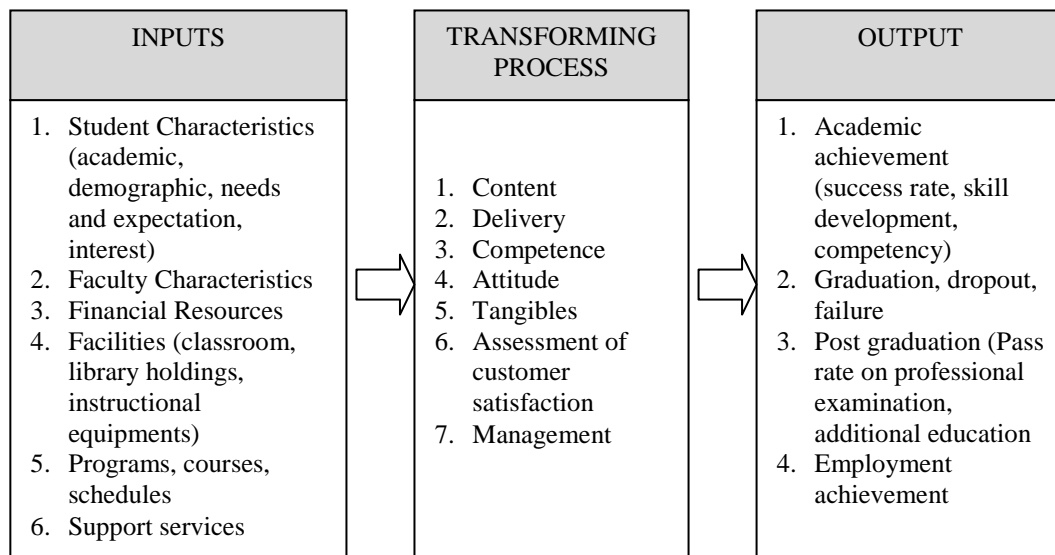 INPUTS
1. Student Characteristics
(academic,
demographic, needs
and expectation,
interest)
2. Faculty Characteristics
3. Financial Resources
4. Facilities (classroom,
library holdings,
instructional
equipments)
5. Programs, courses,
schedules
6. Support services
TRANSFORMING
PROCESS
1. Content
2. Delivery
3. Competence
4. Attitude
5. Tangibles
6. Assessment of
customer
satisfaction
7. Management
OUTPUT
1. Academic
achievement
(success rate, skill
development,
competency)
2. Graduation, dropout,
failure
3. Post graduation (Pass
rate on professional
examination,
additional education
4. Employment
achievement